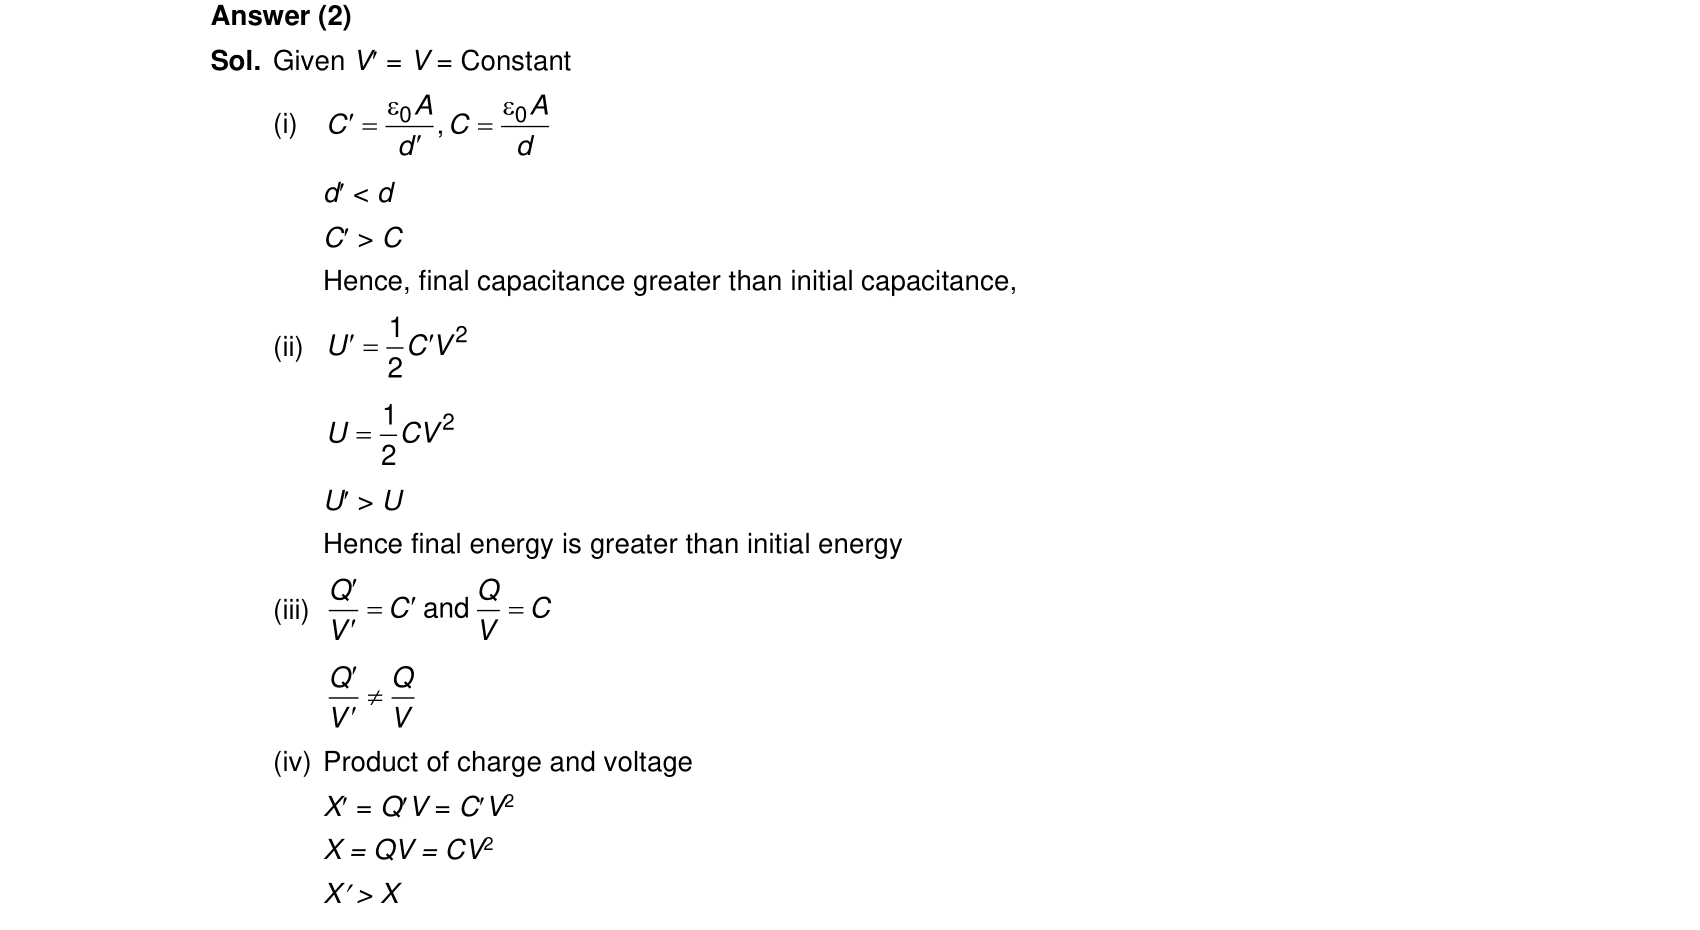 Answer (2)
Sol. Given V′ = V = Constant
(i) C′ = ε₀A/d′, C = ε₀A/d
d′ < d
C′ > C
Hence, final capacitance greater than initial capacitance,
(ii) U′ = 1/2 C′V²
U = 1/2 CV²
U′ > U
Hence final energy is greater than initial energy
(iii) Q′/V′ = C′ and Q/V = C
Q′/V′ ≠ Q/V
(iv) Product of charge and voltage
X′ = Q′V = C′V²
X = QV = CV²
X′ > X